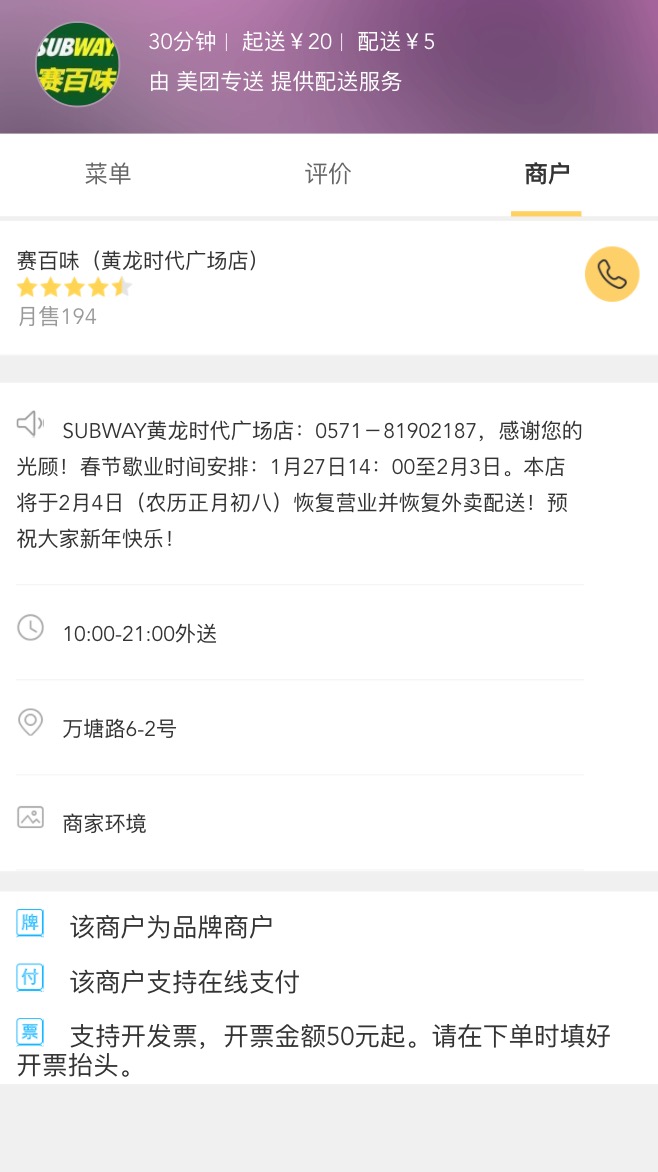 SUBWAY
赛百味
30分钟| 起送￥20| 配送￥5
由 美团专送 提供配送服务
菜单 评价 商户
赛百味（黄龙时代广场店）
月售194
SUBWAY黄龙时代广场店：0571－81902187，感谢您的
光顾！春节歇业时间安排：1月27日14：00至2月3日。本店
将于2月4日（农历正月初八）恢复营业并恢复外卖配送！预
祝大家新年快乐！
10:00-21:00外送
万塘路6-2号
商家环境
牌 该商户为品牌商户
付 该商户支持在线支付
票 支持开发票，开票金额50元起。请在下单时填好
开票抬头。